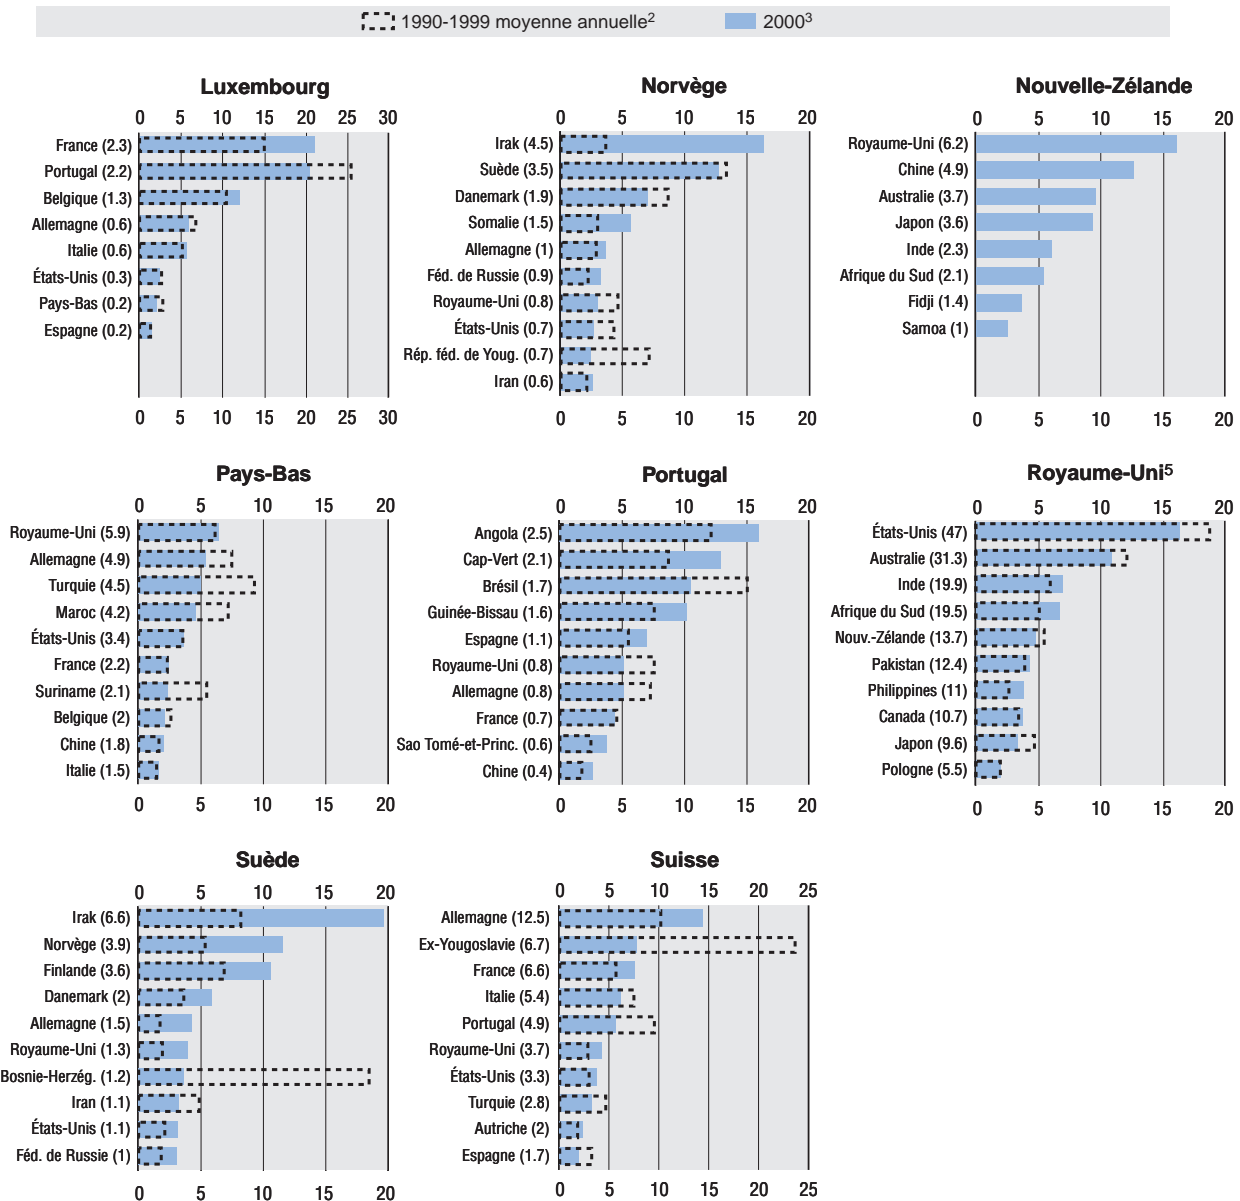 1990-1999 moyenne annuelle² 2000³
Luxembourg
0 5 10 15 20 25 30
France (2.3)
Portugal (2.2)
Belgique (1.3)
Allemagne (0.6)
Italie (0.6)
États-Unis (0.3)
Pays-Bas (0.2)
Espagne (0.2)
0 5 10 15 20 25 30
Norvège
0 5 10 15 20
Irak (4.5)
Suède (3.5)
Danemark (1.9)
Somalie (1.5)
Allemagne (1)
Féd. de Russie (0.9)
Royaume-Uni (0.8)
États-Unis (0.7)
Rép. féd. de Youg. (0.7)
Iran (0.6)
0 5 10 15 20
Nouvelle-Zélande
0 5 10 15 20
Royaume-Uni (6.2)
Chine (4.9)
Australie (3.7)
Japon (3.6)
Inde (2.3)
Afrique du Sud (2.1)
Fidji (1.4)
Samoa (1)
0 5 10 15 20
Pays-Bas
0 5 10 15 20
Royaume-Uni (5.9)
Allemagne (4.9)
Turquie (4.5)
Maroc (4.2)
États-Unis (3.4)
France (2.2)
Suriname (2.1)
Belgique (2)
Chine (1.8)
Italie (1.5)
0 5 10 15 20
Portugal
0 5 10 15 20
Angola (2.5)
Cap-Vert (2.1)
Brésil (1.7)
Guinée-Bissau (1.6)
Espagne (1.1)
Royaume-Uni (0.8)
Allemagne (0.8)
France (0.7)
Sao Tomé-et-Princ. (0.6)
Chine (0.4)
0 5 10 15 20
Royaume-Uni⁵
0 5 10 15 20
États-Unis (47)
Australie (31.3)
Inde (19.9)
Afrique du Sud (19.5)
Nouv.-Zélande (13.7)
Pakistan (12.4)
Philippines (11)
Canada (10.7)
Japon (9.6)
Pologne (5.5)
0 5 10 15 20
Suède
0 5 10 15 20
Irak (6.6)
Norvège (3.9)
Finlande (3.6)
Danemark (2)
Allemagne (1.5)
Royaume-Uni (1.3)
Bosnie-Herzég. (1.2)
Iran (1.1)
États-Unis (1.1)
Féd. de Russie (1)
0 5 10 15 20
Suisse
0 5 10 15 20 25
Allemagne (12.5)
Ex-Yougoslavie (6.7)
France (6.6)
Italie (5.4)
Portugal (4.9)
Royaume-Uni (3.7)
États-Unis (3.3)
Turquie (2.8)
Autriche (2)
Espagne (1.7)
0 5 10 15 20 25